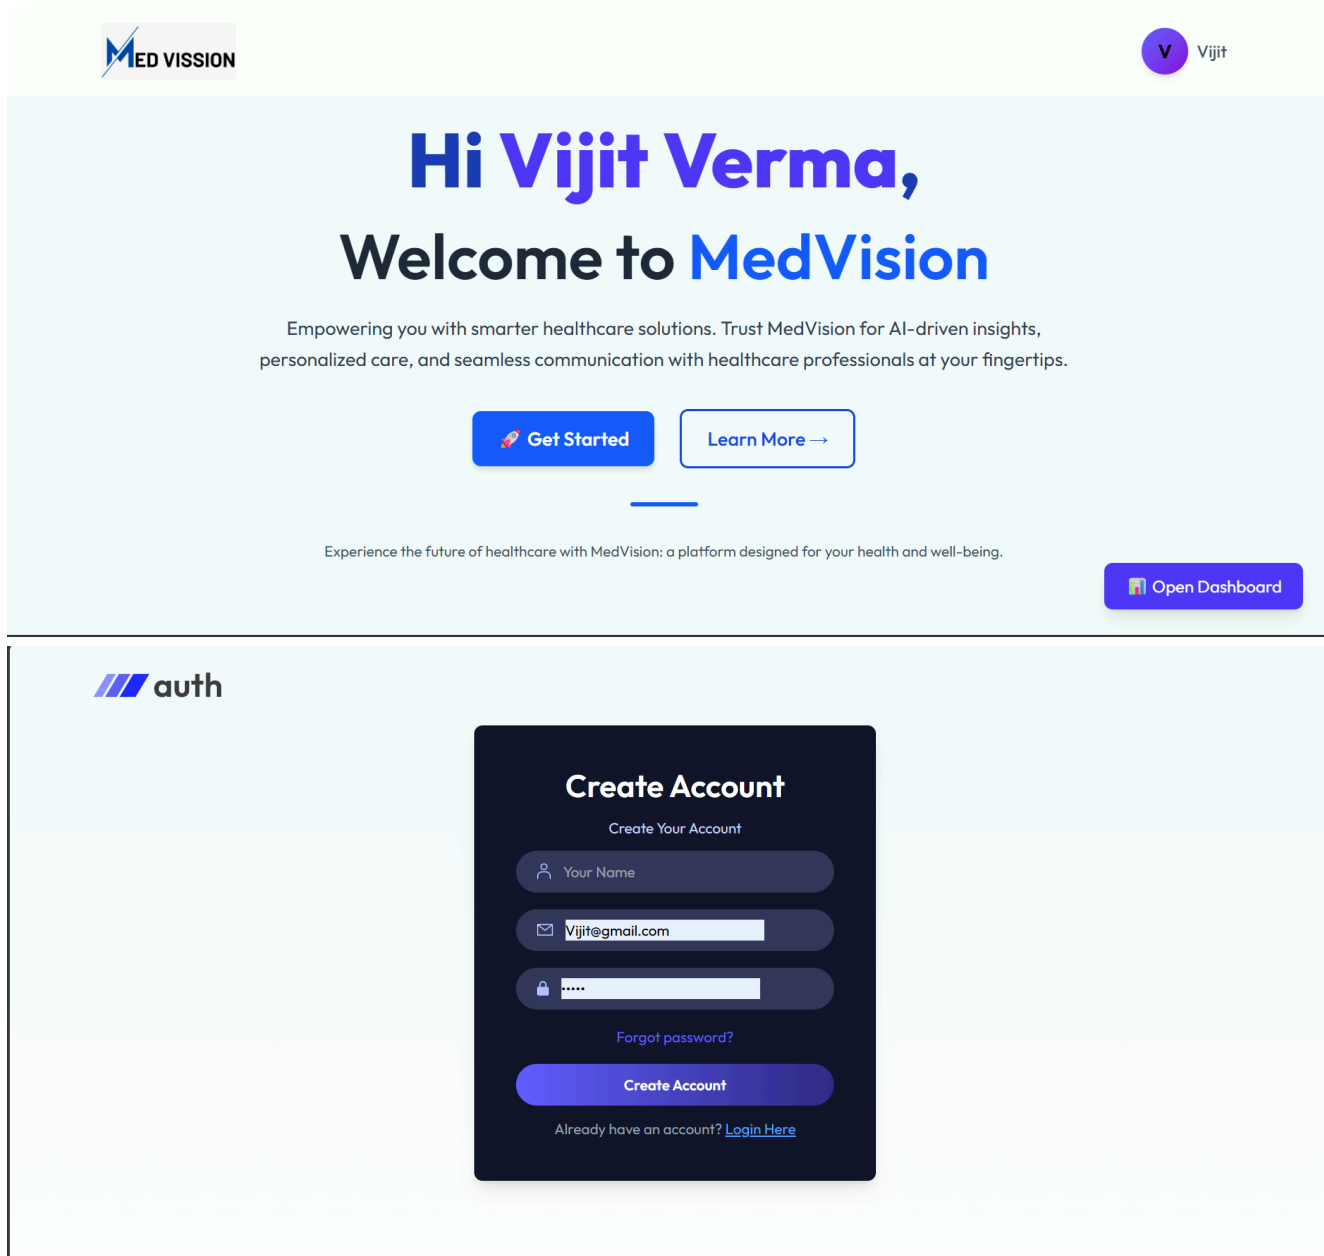 MED VISSION
V Vijit
Hi Vijit Verma,
Welcome to MedVision
Empowering you with smarter healthcare solutions. Trust MedVision for AI-driven insights,
personalized care, and seamless communication with healthcare professionals at your fingertips.
🚀 Get Started
Learn More →
Experience the future of healthcare with MedVision: a platform designed for your health and well-being.
📊 Open Dashboard
auth
Create Account
Create Your Account
Your Name
Vijit@gmail.com
•••••
Forgot password?
Create Account
Already have an account? Login Here